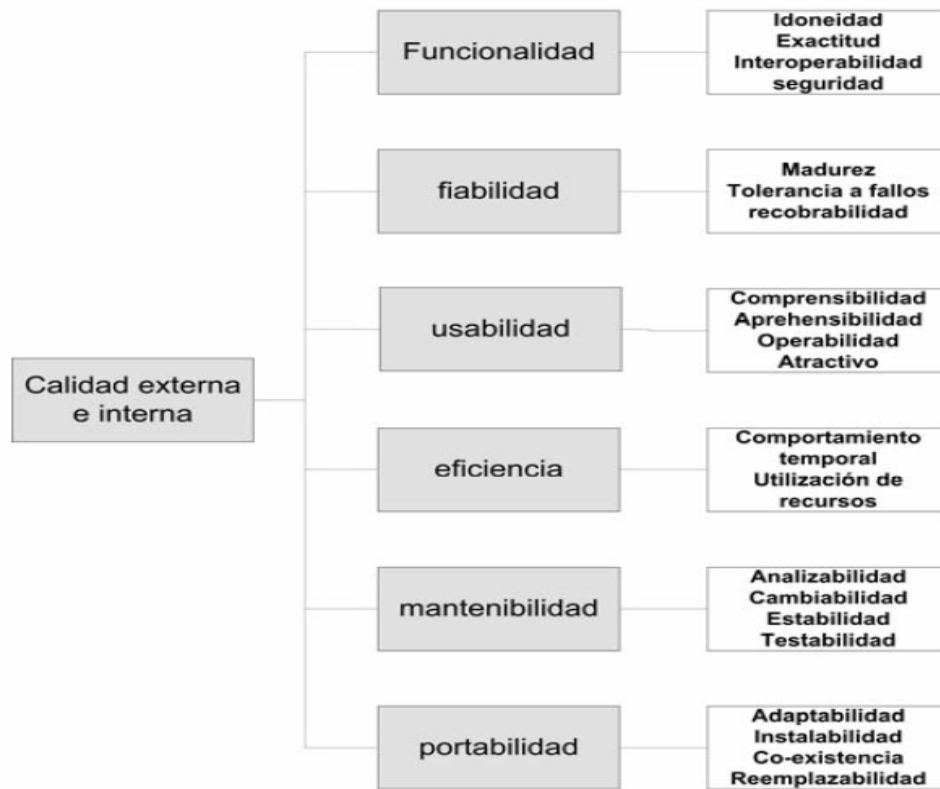 Calidad externa
e interna
Funcionalidad
Idoneidad
Exactitud
Interoperabilidad
seguridad
fiabilidad
Madurez
Tolerancia a fallos
recobrabilidad
usabilidad
Comprensibilidad
Aprehensibilidad
Operabilidad
Atractivo
eficiencia
Comportamiento
temporal
Utilización de
recursos
mantenibilidad
Analizabilidad
Cambiabilidad
Estabilidad
Testabilidad
portabilidad
Adaptabilidad
Instalabilidad
Co-existencia
Reemplazabilidad